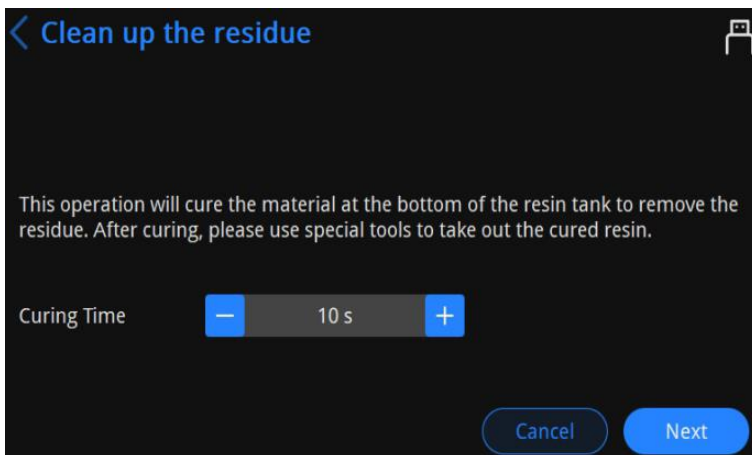 Clean up the residue
This operation will cure the material at the bottom of the resin tank to remove the
residue. After curing, please use special tools to take out the cured resin.
Curing Time − 10 s +
Cancel Next